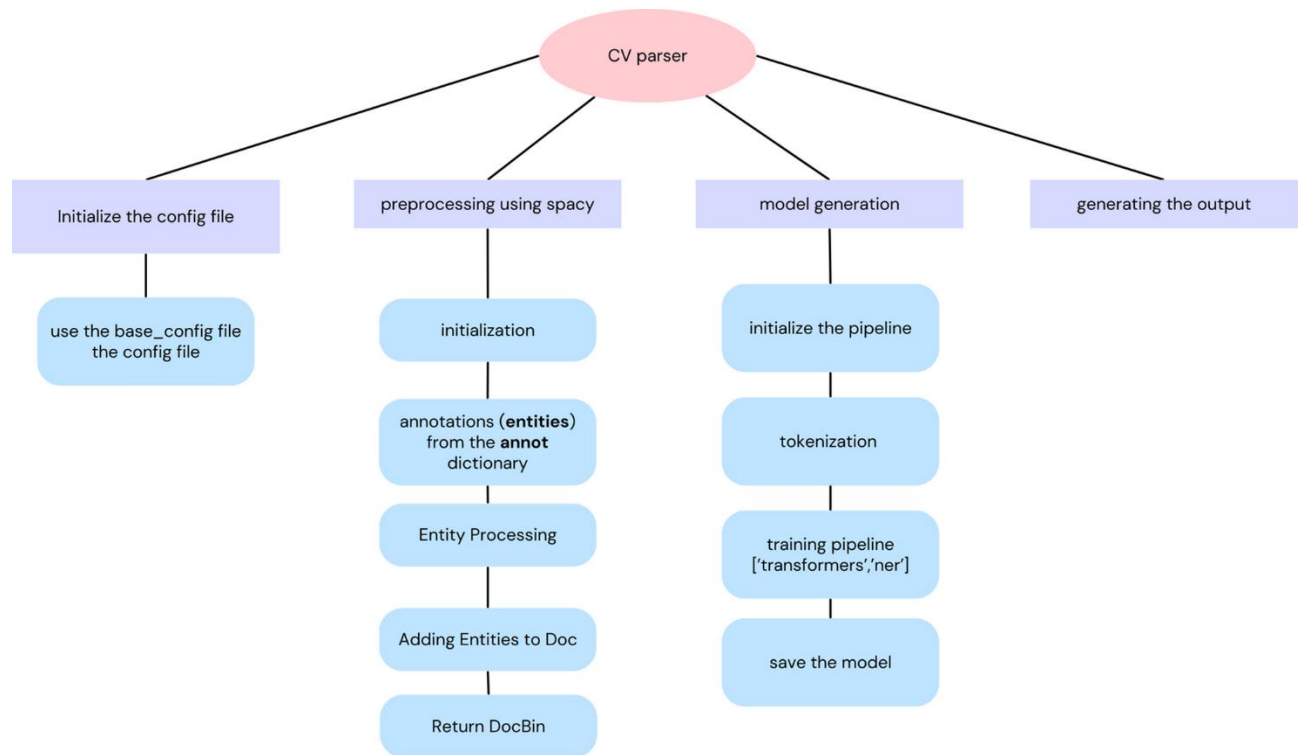 CV parser
Initialize the config file
preprocessing using spacy
model generation
generating the output
use the base_config file
the config file
initialization
annotations (entities)
from the annot
dictionary
Entity Processing
Adding Entities to Doc
Return DocBin
initialize the pipeline
tokenization
training pipeline
['transformers','ner']
save the model